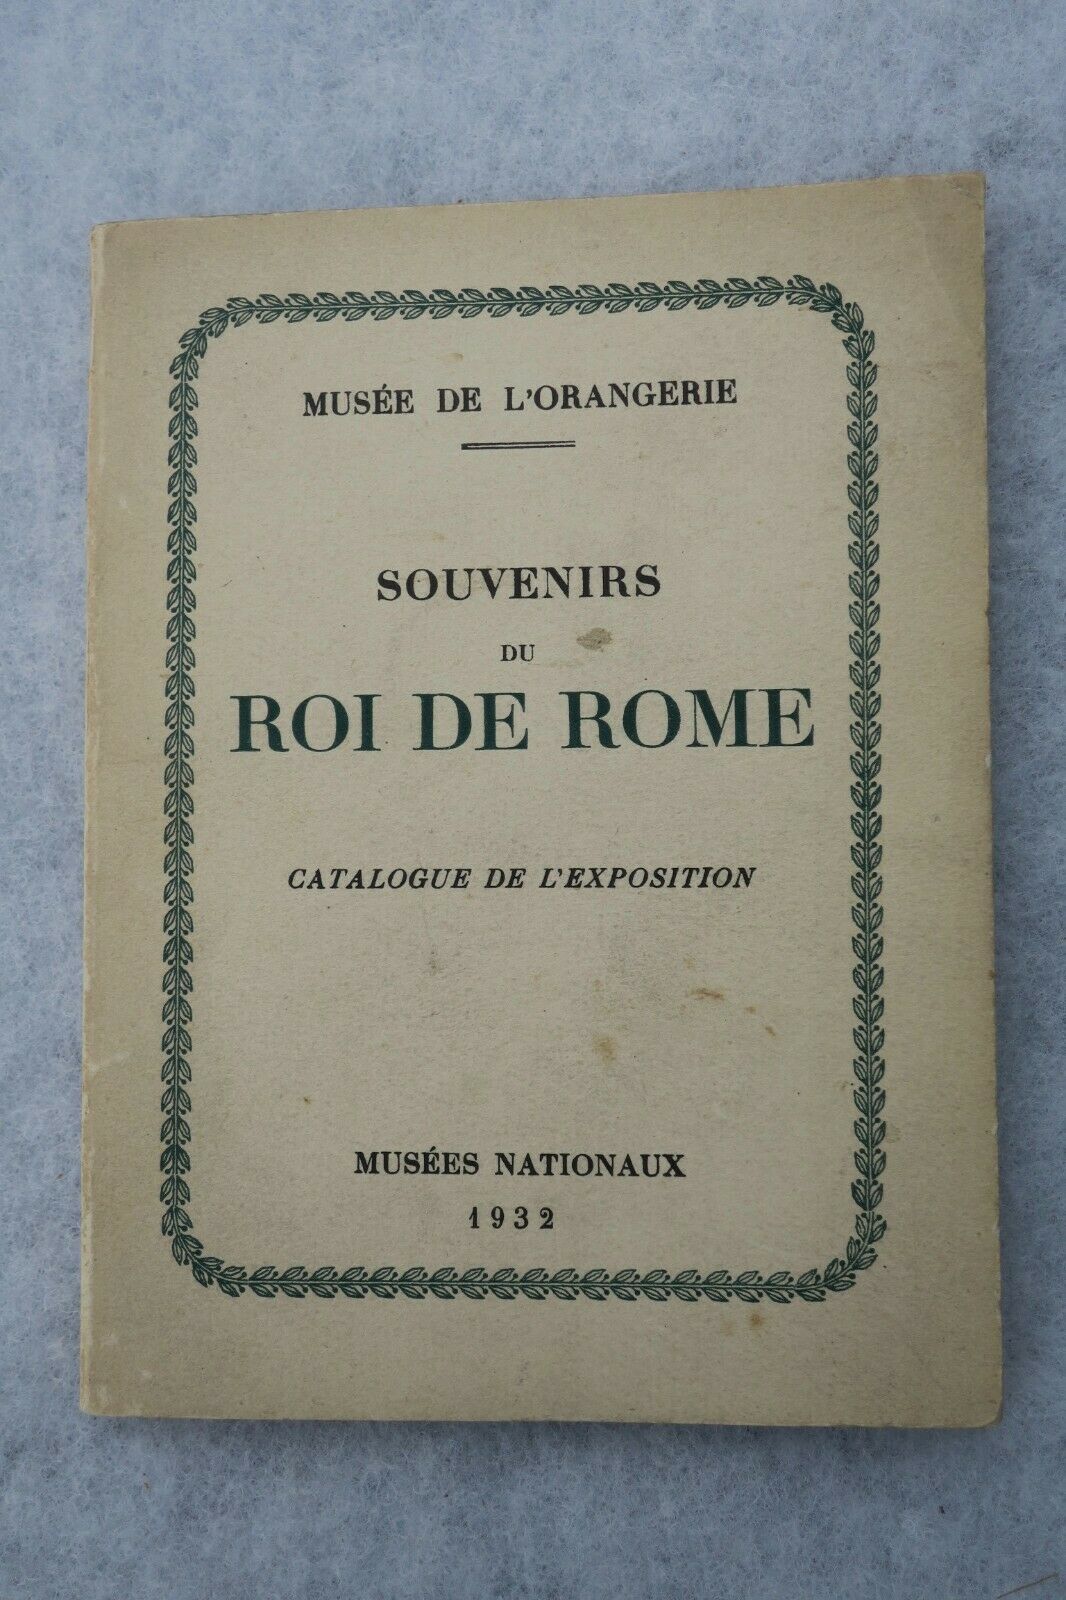 MUSÉE DE L'ORANGERIE
SOUVENIRS
DU
ROI DE ROME
CATALOGUE DE L'EXPOSITION
MUSÉES NATIONAUX
1932